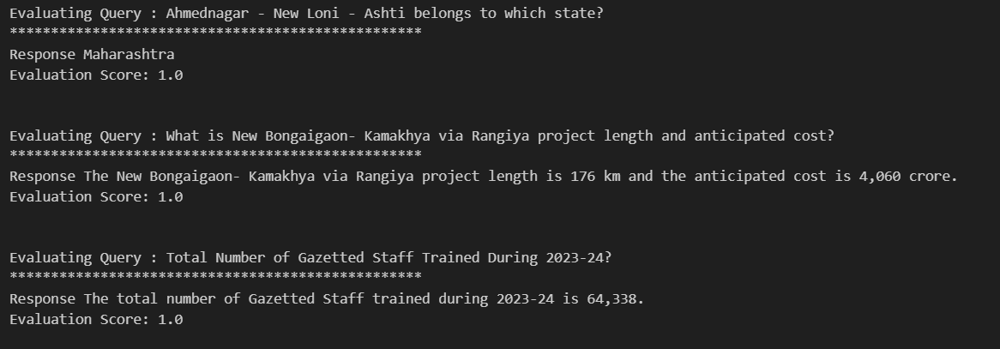 Evaluating Query : Ahmednagar - New Loni - Ashti belongs to which state?
**************************************************
Response Maharashtra
Evaluation Score: 1.0
Evaluating Query : What is New Bongaigaon- Kamakhya via Rangiya project length and anticipated cost?
**************************************************
Response The New Bongaigaon- Kamakhya via Rangiya project length is 176 km and the anticipated cost is 4,060 crore.
Evaluation Score: 1.0
Evaluating Query : Total Number of Gazetted Staff Trained During 2023-24?
**************************************************
Response The total number of Gazetted Staff trained during 2023-24 is 64,338.
Evaluation Score: 1.0